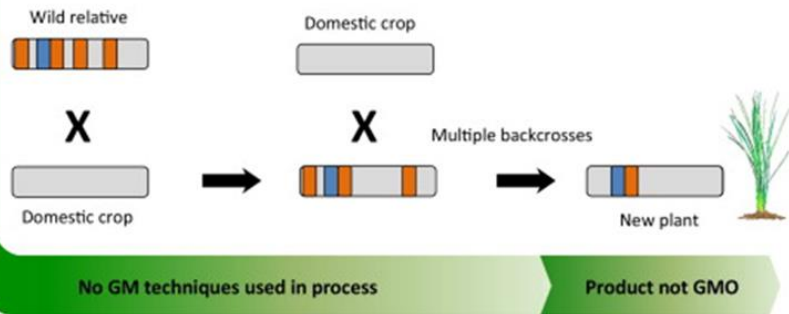 Wild relative
Domestic crop
X
X
Multiple backcrosses
Domestic crop
New plant
No GM techniques used in process
Product not GMO